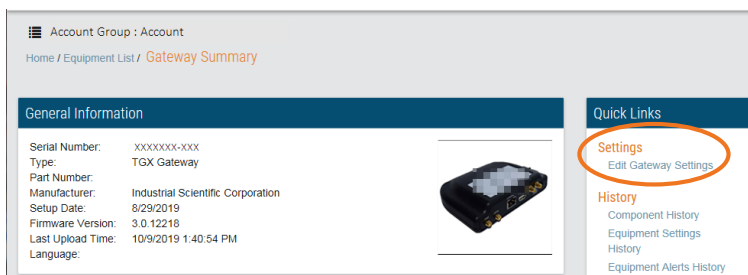 Account Group : Account
Home / Equipment List / Gateway Summary
General Information
Serial Number: XXXXXXX-XXX
Type: TGX Gateway
Part Number:
Manufacturer: Industrial Scientific Corporation
Setup Date: 8/29/2019
Firmware Version: 3.0.12218
Last Upload Time: 10/9/2019 1:40:54 PM
Language:
Quick Links
Settings
Edit Gateway Settings
History
Component History
Equipment Settings
History
Equipment Alerts History